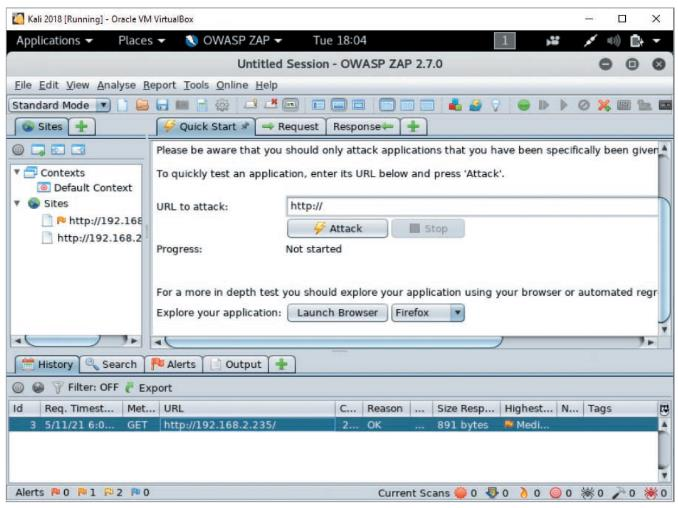 Kali 2018 [Running] - Oracle VM VirtualBox
Applications Places OWASP ZAP Tue 18:04 1
Untitled Session - OWASP ZAP 2.7.0
File Edit View Analyse Report Tools Online Help
Standard Mode
Sites Quick Start Request Response
Please be aware that you should only attack applications that you have been specifically been given
To quickly test an application, enter its URL below and press 'Attack'.
Contexts
Default Context
Sites
http://192.168
http://192.168.2
URL to attack: http://
Attack Stop
Progress: Not started
For a more in depth test you should explore your application using your browser or automated regr
Explore your application: Launch Browser Firefox
History Search Alerts Output
Filter: OFF Export
Id Req. Timest... Met... URL C... Reason ... Size Resp... Highest... N... Tags
3 5/11/21 6:0... GET http://192.168.2.235/ 2... OK ... 891 bytes Medi...
Alerts 0 1 2 0 Current Scans 0 0 0 0 0 0 0